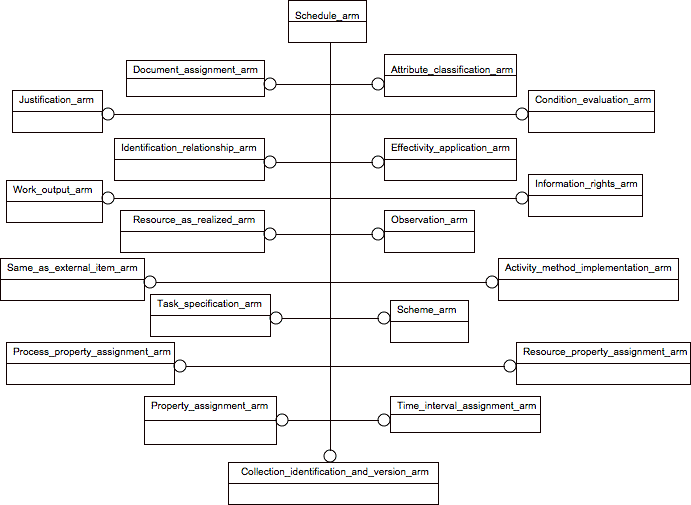 Schedule_arm
Document_assignment_arm
Attribute_classification_arm
Justification_arm
Condition_evaluation_arm
Identification_relationship_arm
Effectivity_application_arm
Work_output_arm
Information_rights_arm
Resource_as_realized_arm
Observation_arm
Same_as_external_item_arm
Activity_method_implementation_arm
Task_specification_arm
Scheme_arm
Process_property_assignment_arm
Resource_property_assignment_arm
Property_assignment_arm
Time_interval_assignment_arm
Collection_identification_and_version_arm